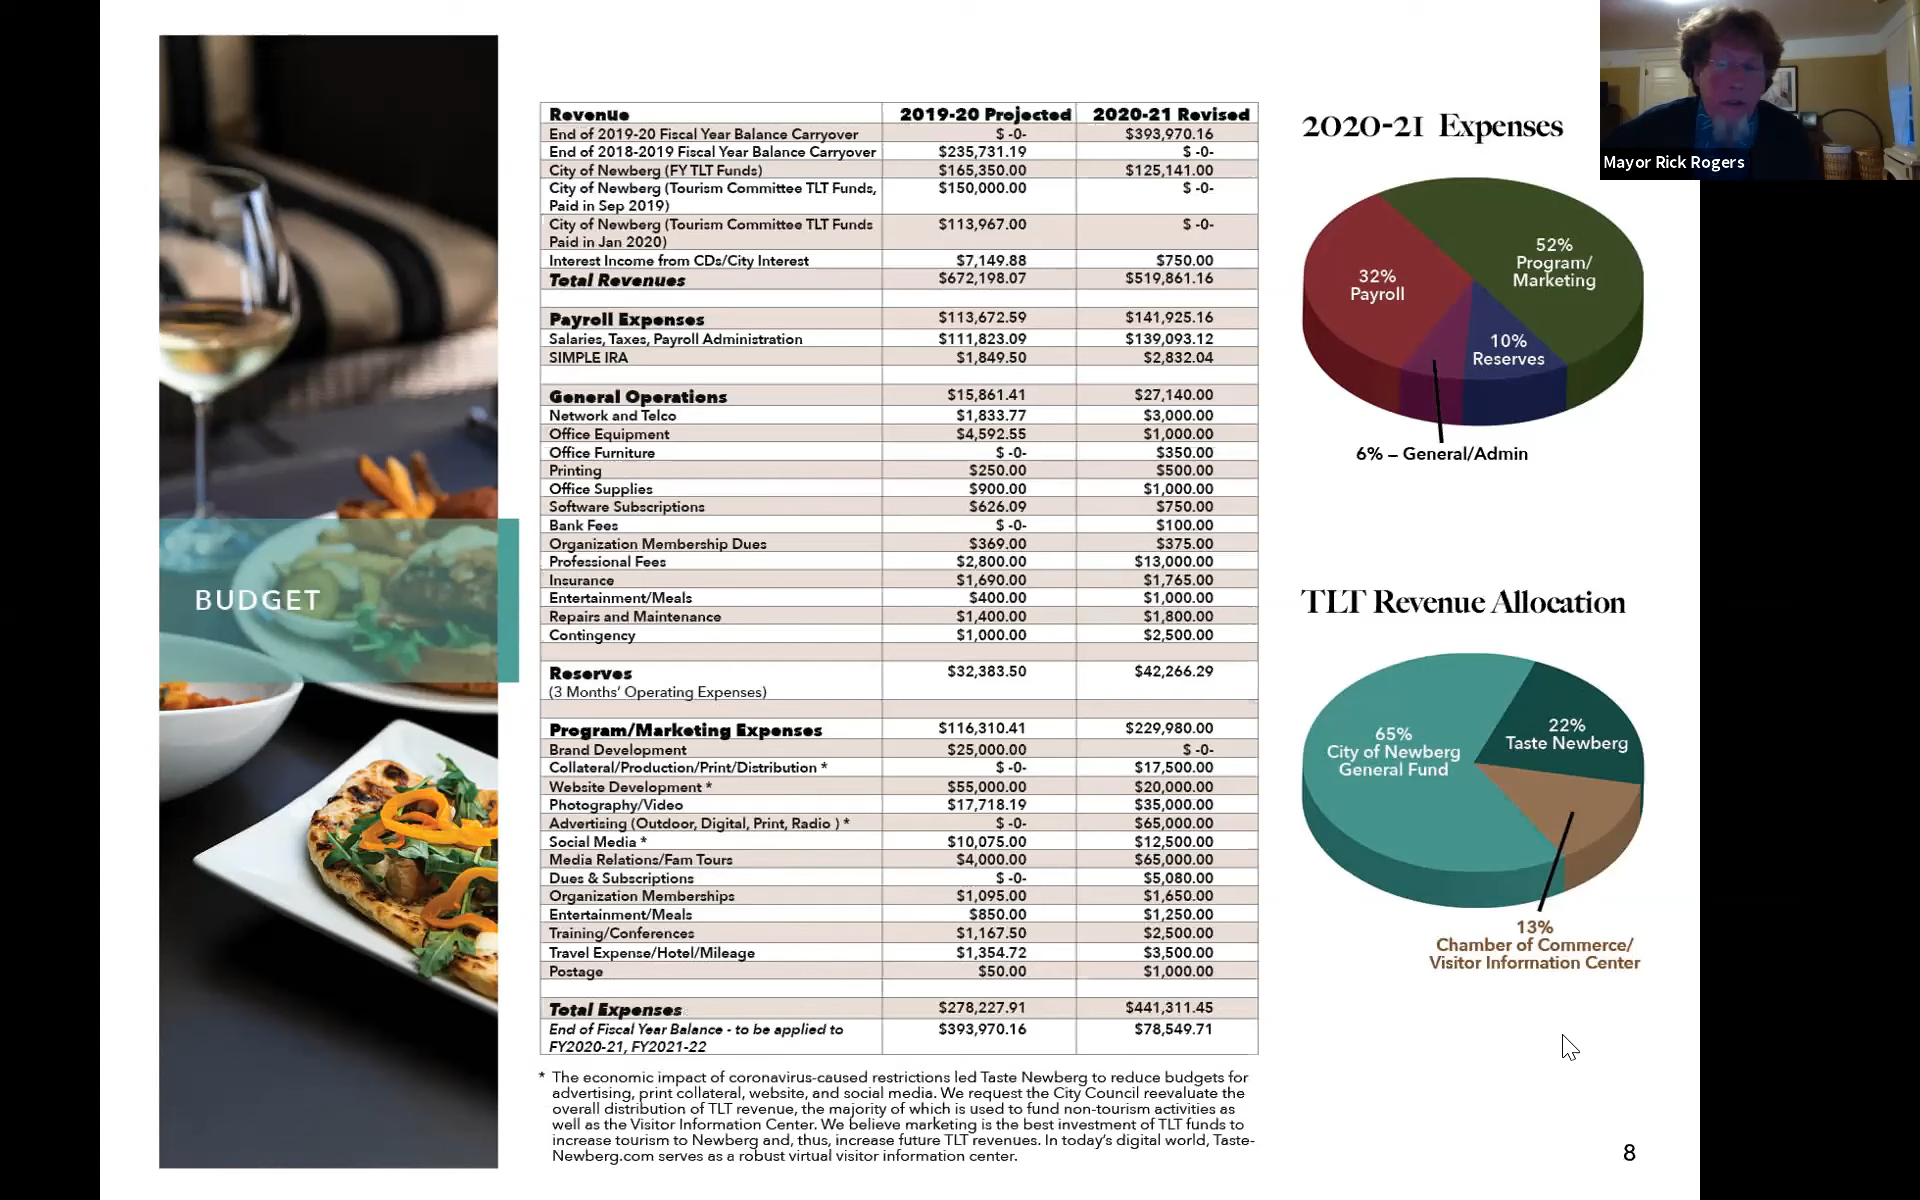 Mayor Rick Rogers
BUDGET
Revenue 2019-20 Projected 2020-21 Revised
End of 2019-20 Fiscal Year Balance Carryover $ -0- $393,970.16
End of 2018-2019 Fiscal Year Balance Carryover $235,731.19 $ -0-
City of Newberg (FY TLT Funds) $165,350.00 $125,141.00
City of Newberg (Tourism Committee TLT Funds, $150,000.00 $ -0-
Paid in Sep 2019)
City of Newberg (Tourism Committee TLT Funds $113,967.00 $ -0-
Paid in Jan 2020)
Interest Income from CDs/City Interest $7,149.88 $750.00
Total Revenues $672,198.07 $519,861.16
Payroll Expenses $113,672.59 $141,925.16
Salaries, Taxes, Payroll Administration $111,823.09 $139,093.12
SIMPLE IRA $1,849.50 $2,832.04
General Operations $15,861.41 $27,140.00
Network and Telco $1,833.77 $3,000.00
Office Equipment $4,592.55 $1,000.00
Office Furniture $ -0- $350.00
Printing $250.00 $500.00
Office Supplies $900.00 $1,000.00
Software Subscriptions $626.09 $750.00
Bank Fees $ -0- $100.00
Organization Membership Dues $369.00 $375.00
Professional Fees $2,800.00 $13,000.00
Insurance $1,690.00 $1,765.00
Entertainment/Meals $400.00 $1,000.00
Repairs and Maintenance $1,400.00 $1,800.00
Contingency $1,000.00 $2,500.00
Reserves $32,383.50 $42,266.29
(3 Months' Operating Expenses)
Program/Marketing Expenses $116,310.41 $229,980.00
Brand Development $25,000.00 $ -0-
Collateral/Production/Print/Distribution * $ -0- $17,500.00
Website Development * $55,000.00 $20,000.00
Photography/Video $17,718.19 $35,000.00
Advertising (Outdoor, Digital, Print, Radio ) * $ -0- $65,000.00
Social Media * $10,075.00 $12,500.00
Media Relations/Fam Tours $4,000.00 $65,000.00
Dues & Subscriptions $ -0- $5,080.00
Organization Memberships $1,095.00 $1,650.00
Entertainment/Meals $850.00 $1,250.00
Training/Conferences $1,167.50 $2,500.00
Travel Expense/Hotel/Mileage $1,354.72 $3,500.00
Postage $50.00 $1,000.00
Total Expenses $278,227.91 $441,311.45
End of Fiscal Year Balance - to be applied to $393,970.16 $78,549.71
FY2020-21, FY2021-22
* The economic impact of coronavirus-caused restrictions led Taste Newberg to reduce budgets for
advertising, print collateral, website, and social media. We request the City Council reevaluate the
overall distribution of TLT revenue, the majority of which is used to fund non-tourism activities as
well as the Visitor Information Center. We believe marketing is the best investment of TLT funds to
increase tourism to Newberg and, thus, increase future TLT revenues. In today's digital world, Taste-
Newberg.com serves as a robust virtual visitor information center.
2020-21 Expenses
52%
Program/
Marketing
32%
Payroll
10%
Reserves
6% – General/Admin
TLT Revenue Allocation
65%
City of Newberg
General Fund
22%
Taste Newberg
13%
Chamber of Commerce/
Visitor Information Center
8